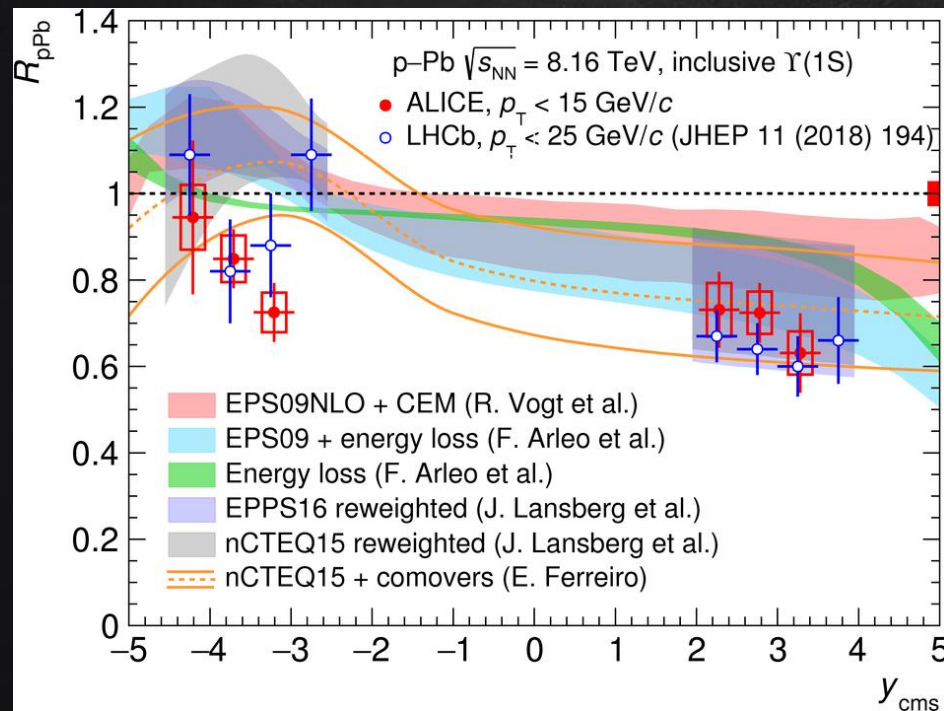 R_pPb
1.4
1.2
1
0.8
0.6
0.4
0.2
0
p–Pb √s_NN = 8.16 TeV, inclusive ϒ(1S)
ALICE, p_T < 15 GeV/c
LHCb, p_T < 25 GeV/c (JHEP 11 (2018) 194)
EPS09NLO + CEM (R. Vogt et al.)
EPS09 + energy loss (F. Arleo et al.)
Energy loss (F. Arleo et al.)
EPPS16 reweighted (J. Lansberg et al.)
nCTEQ15 reweighted (J. Lansberg et al.)
nCTEQ15 + comovers (E. Ferreiro)
−5 −4 −3 −2 −1 0 1 2 3 4 5
y_cms